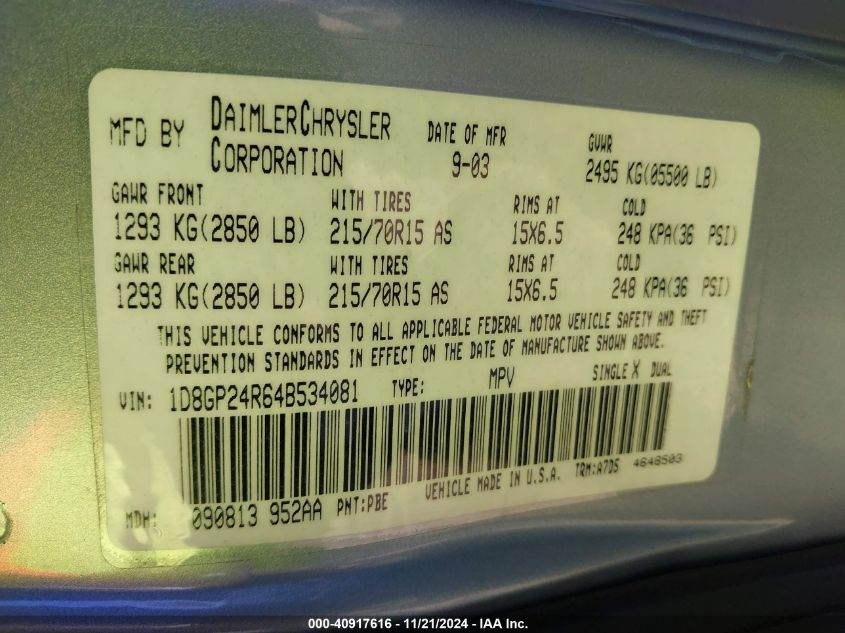 MFD BY DAIMLERCHRYSLER CORPORATION DATE OF MFR 9-03 GVWR 2495 KG(05500 LB)
GAWR FRONT WITH TIRES RIMS AT COLD
1293 KG(2850 LB) 215/70R15 AS 15X6.5 248 KPA(36 PSI)
GAWR REAR WITH TIRES RIMS AT COLD
1293 KG(2850 LB) 215/70R15 AS 15X6.5 248 KPA(36 PSI)
THIS VEHICLE CONFORMS TO ALL APPLICABLE FEDERAL MOTOR VEHICLE SAFETY AND THEFT
PREVENTION STANDARDS IN EFFECT ON THE DATE OF MANUFACTURE SHOWN ABOVE.
VIN: 1D8GP24R64B534081 TYPE: MPV SINGLE X DUAL
MDH: 090813 952AA PNT:PBE VEHICLE MADE IN U.S.A. TRM:A7D5 4648503
000-40917616 - 11/21/2024 - IAA Inc.